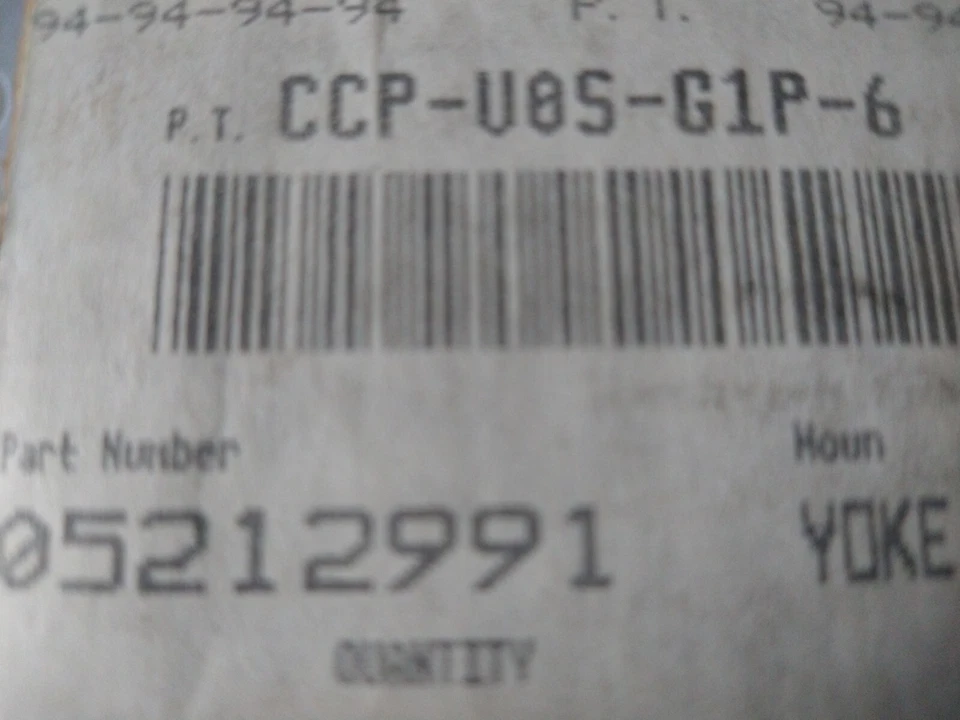 94-94-94-94 P. T. 94-94
P.T. CCP-U0S-G1P-6
Part Number Noun
05212991 YOKE
QUANTITY